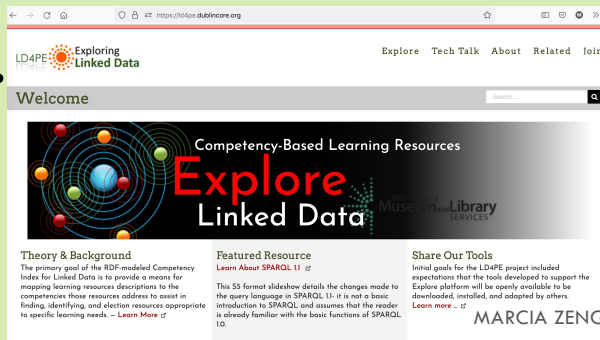 https://ld4pe.dublincore.org
LD4PE Exploring Linked Data
Explore Tech Talk About Related Join
Welcome
Search ...
Competency-Based Learning Resources
Explore
Linked Data
INSTITUTE of
Museum and Library
SERVICES
Theory & Background
The primary goal of the RDF-modeled Competency
Index for Linked Data is to provide a means for
mapping learning resources descriptions to the
competencies those resources address to assist in
finding, identifying, and election resources appropriate
to specific learning needs. – Learn More
Featured Resource
Learn About SPARQL 1.1
This S5 format slideshow details the changes made to
the query language in SPARQL 1.1- it is not a basic
introduction to SPARQL and assumes that the reader
is already familiar with the basic functions of SPARQL
1.0.
Share Our Tools
Initial goals for the LD4PE project included
expectations that the tools developed to support the
Explore platform will be openly available to be
downloaded, installed, and adapted by others.
Learn more ...
MARCIA ZENG